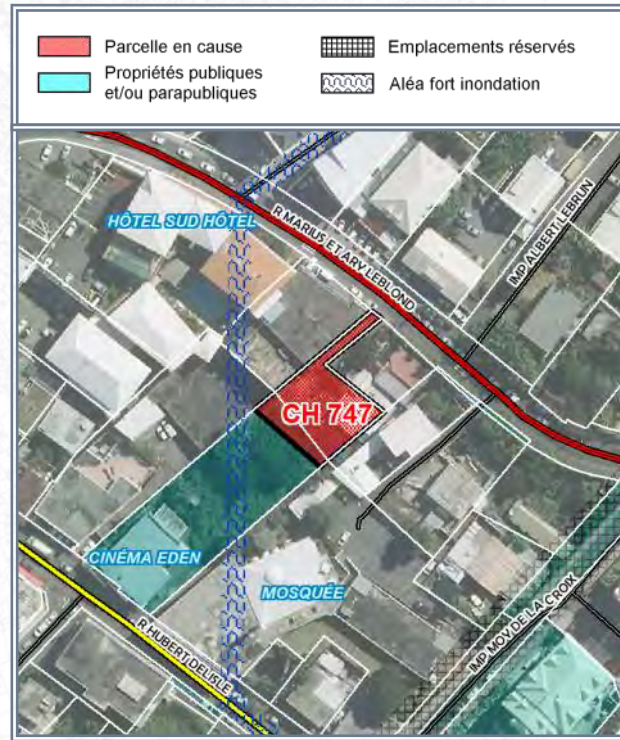 Parcelle en cause
Propriétés publiques
et/ou parapubliques
Emplacements réservés
Aléa fort inondation
HÔTEL SUD HÔTEL
R MARIUS ET ARY LEBLOND
IMP ALBERT LEBRUN
CH 747
CINÉMA EDEN
MOSQUÉE
R HUBERT DELISLE
IMP MGV DE LA CROIX